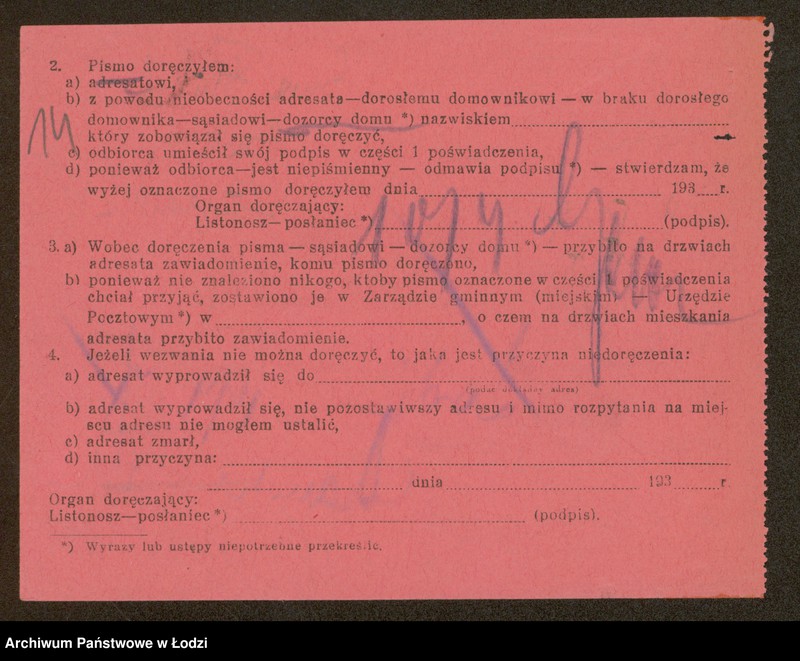 2. Pismo doręczyłem:
a) adresatowi,
b) z powodu nieobecności adresata—dorosłemu domownikowi — w braku dorosłego
domownika—sąsiadowi—dozorcy domu *) nazwiskiem
14
który zobowiązał się pismo doręczyć,
c) odbiorca umieścił swój podpis w części 1 poświadczenia,
d) ponieważ odbiorca—jest niepiśmienny — odmawia podpisu *) — stwierdzam, że
wyżej oznaczone pismo doręczyłem dnia 193 r.
Organ doręczający:
Listonosz—posłaniec *) (podpis).
3. a) Wobec doręczenia pisma — sąsiadowi — dozorcy domu *) — przybito na drzwiach
adresata zawiadomienie, komu pismo doręczono,
b) ponieważ nie znaleziono nikogo, ktoby pismo oznaczone w części 1 poświadczenia
chciał przyjąć, zostawiono je w Zarządzie gminnym (miejskim) — Urzędzie
Pocztowym *) w , o czem na drzwiach mieszkania
adresata przybito zawiadomienie.
4. Jeżeli wezwania nie można doręczyć, to jaka jest przyczyna niedoręczenia:
a) adresat wyprowadził się do
(podać dokładny adres)
b) adresat wyprowadził się, nie pozostawiwszy adresu i mimo rozpytania na miej-
scu adresu nie mogłem ustalić,
c) adresat zmarł,
d) inna przyczyna:
dnia 193 r
Organ doręczający:
Listonosz—posłaniec *) (podpis).
*) Wyrazy lub ustępy niepotrzebne przekreślić.
Archiwum Państwowe w Łodzi